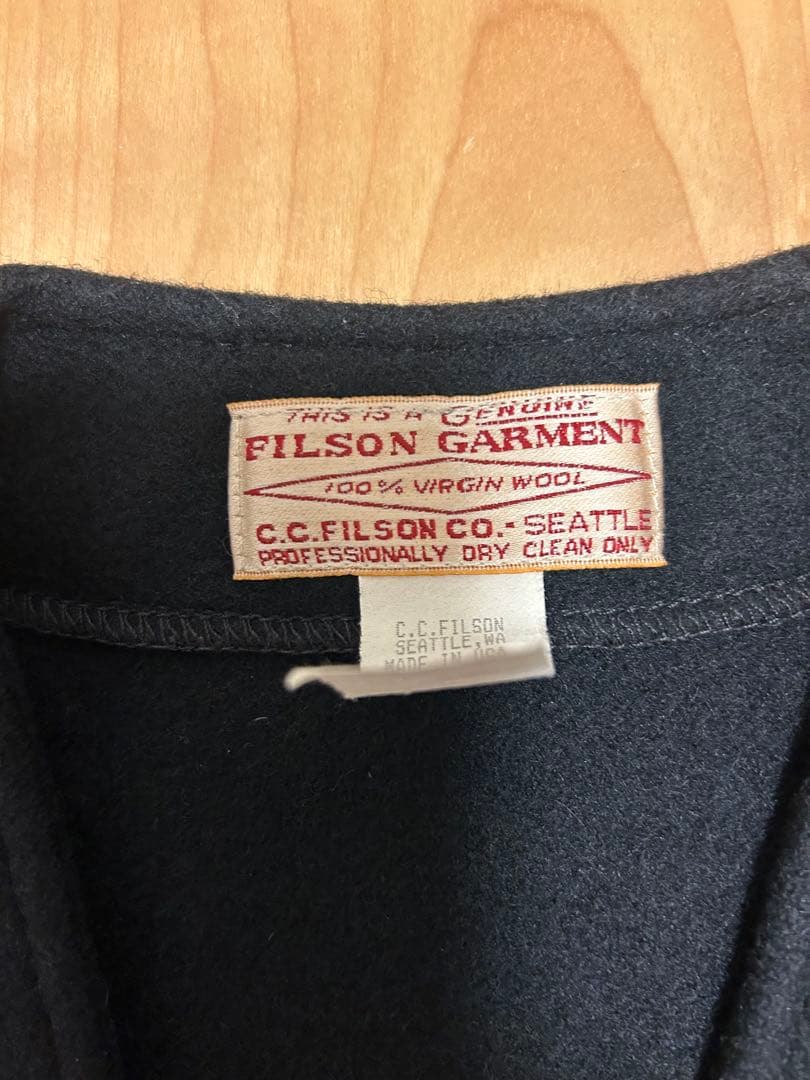 THIS IS A GENUINE
FILSON GARMENT
100% VIRGIN WOOL
C.C.FILSON CO.-SEATTLE
PROFESSIONALLY DRY CLEAN ONLY
C.C.FILSON
SEATTLE,WA
MADE IN USA